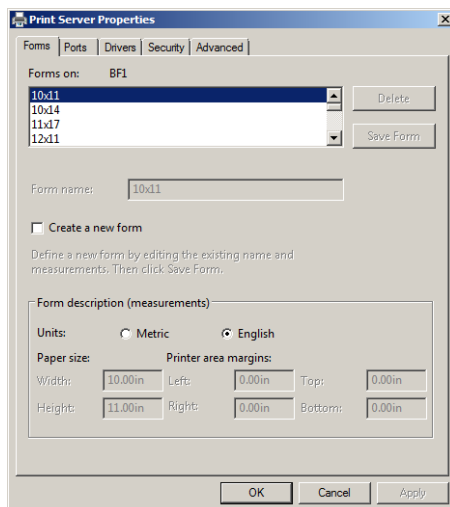 Print Server Properties
Forms Ports Drivers Security Advanced
Forms on: BF1
10x11
10x14
11x17
12x11
Delete
Save Form
Form name: 10x11
Create a new form
Define a new form by editing the existing name and
measurements. Then click Save Form.
Form description (measurements)
Units: Metric English
Paper size: Printer area margins:
Width: 10.00in Left: 0.00in Top: 0.00in
Height: 11.00in Right: 0.00in Bottom: 0.00in
OK Cancel Apply